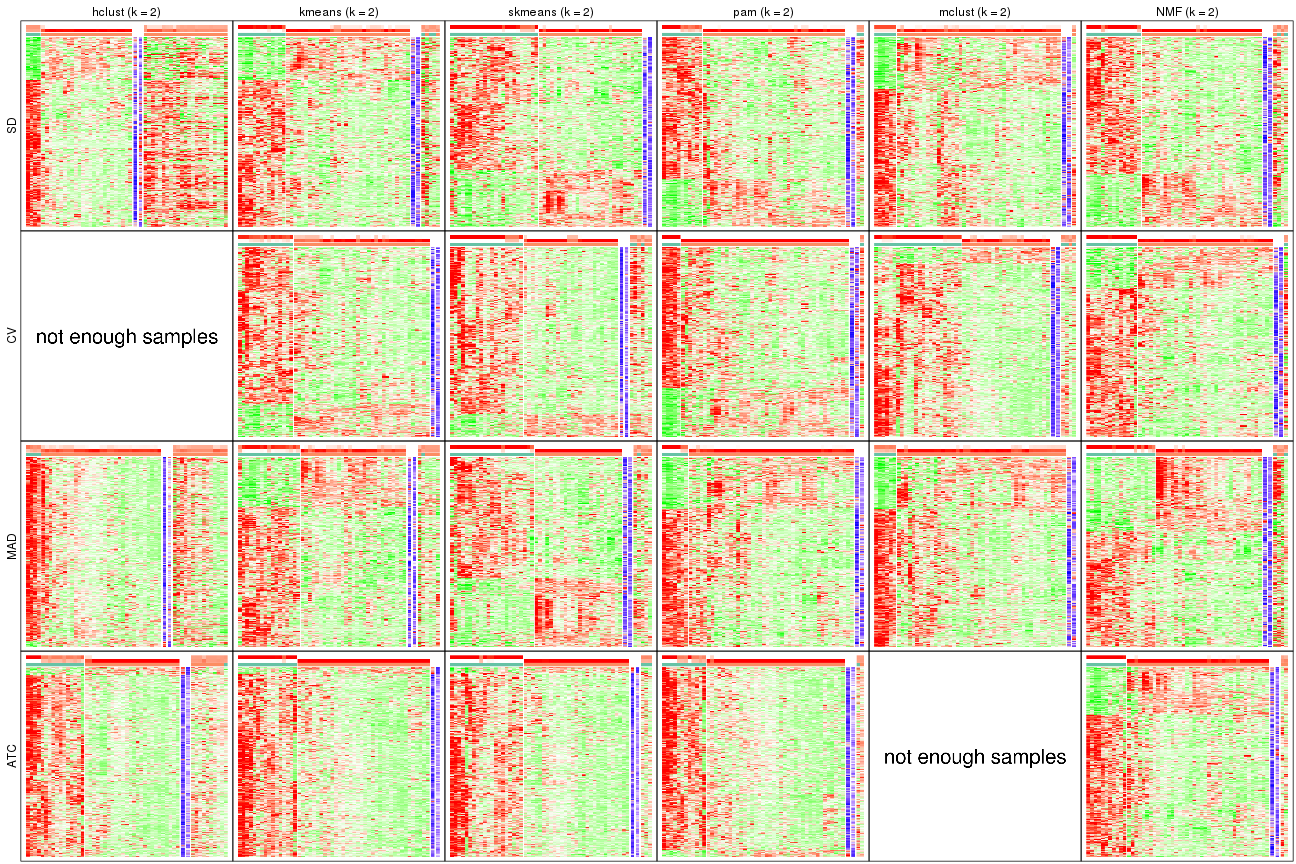 hclust (k = 2) kmeans (k = 2) skmeans (k = 2) pam (k = 2) mclust (k = 2) NMF (k = 2)
SD
CV
not enough samples
MAD
ATC
not enough samples